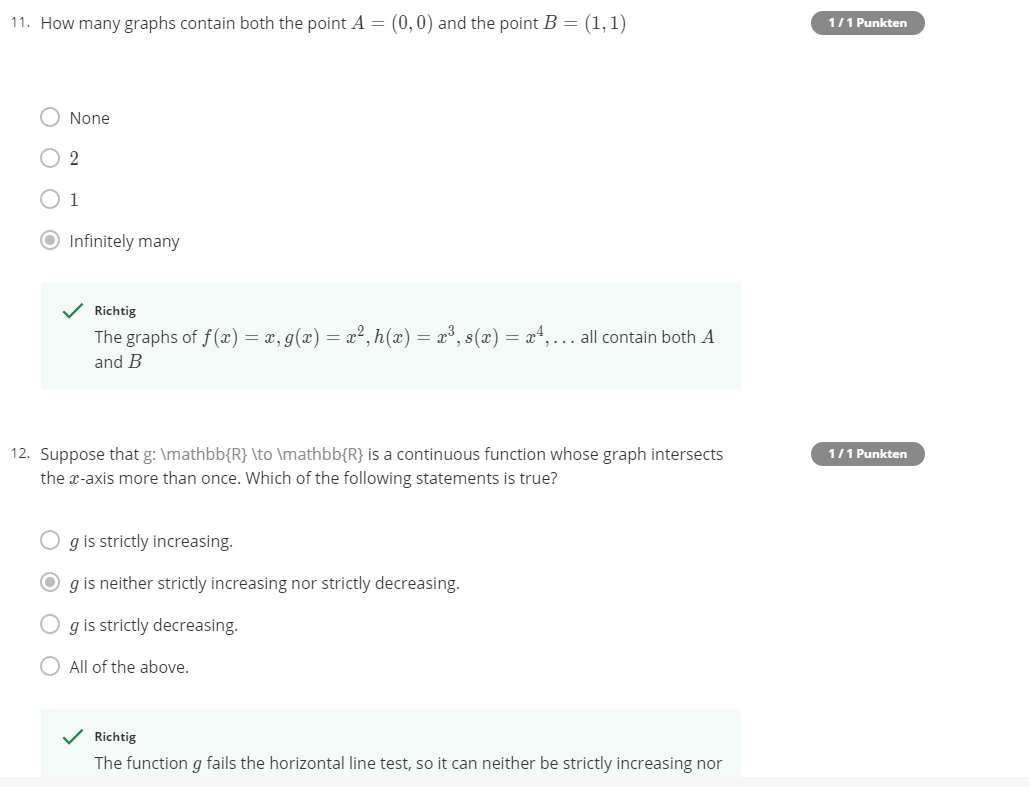 11. How many graphs contain both the point A = (0, 0) and the point B = (1, 1)
1 / 1 Punkten
None
2
1
Infinitely many
Richtig
The graphs of f(x) = x, g(x) = x², h(x) = x³, s(x) = x⁴, . . . all contain both A
and B
12. Suppose that g: \mathbb{R} \to \mathbb{R} is a continuous function whose graph intersects
1 / 1 Punkten
the x-axis more than once. Which of the following statements is true?
g is strictly increasing.
g is neither strictly increasing nor strictly decreasing.
g is strictly decreasing.
All of the above.
Richtig
The function g fails the horizontal line test, so it can neither be strictly increasing nor